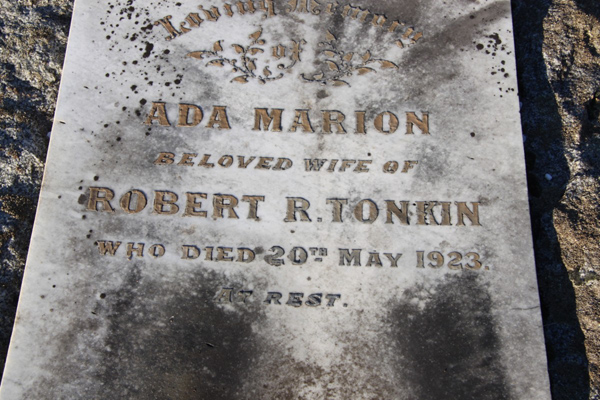 Loving Memory
of
ADA MARION
BELOVED WIFE OF
ROBERT R. TONKIN
WHO DIED 20TH MAY 1923.
AT REST.